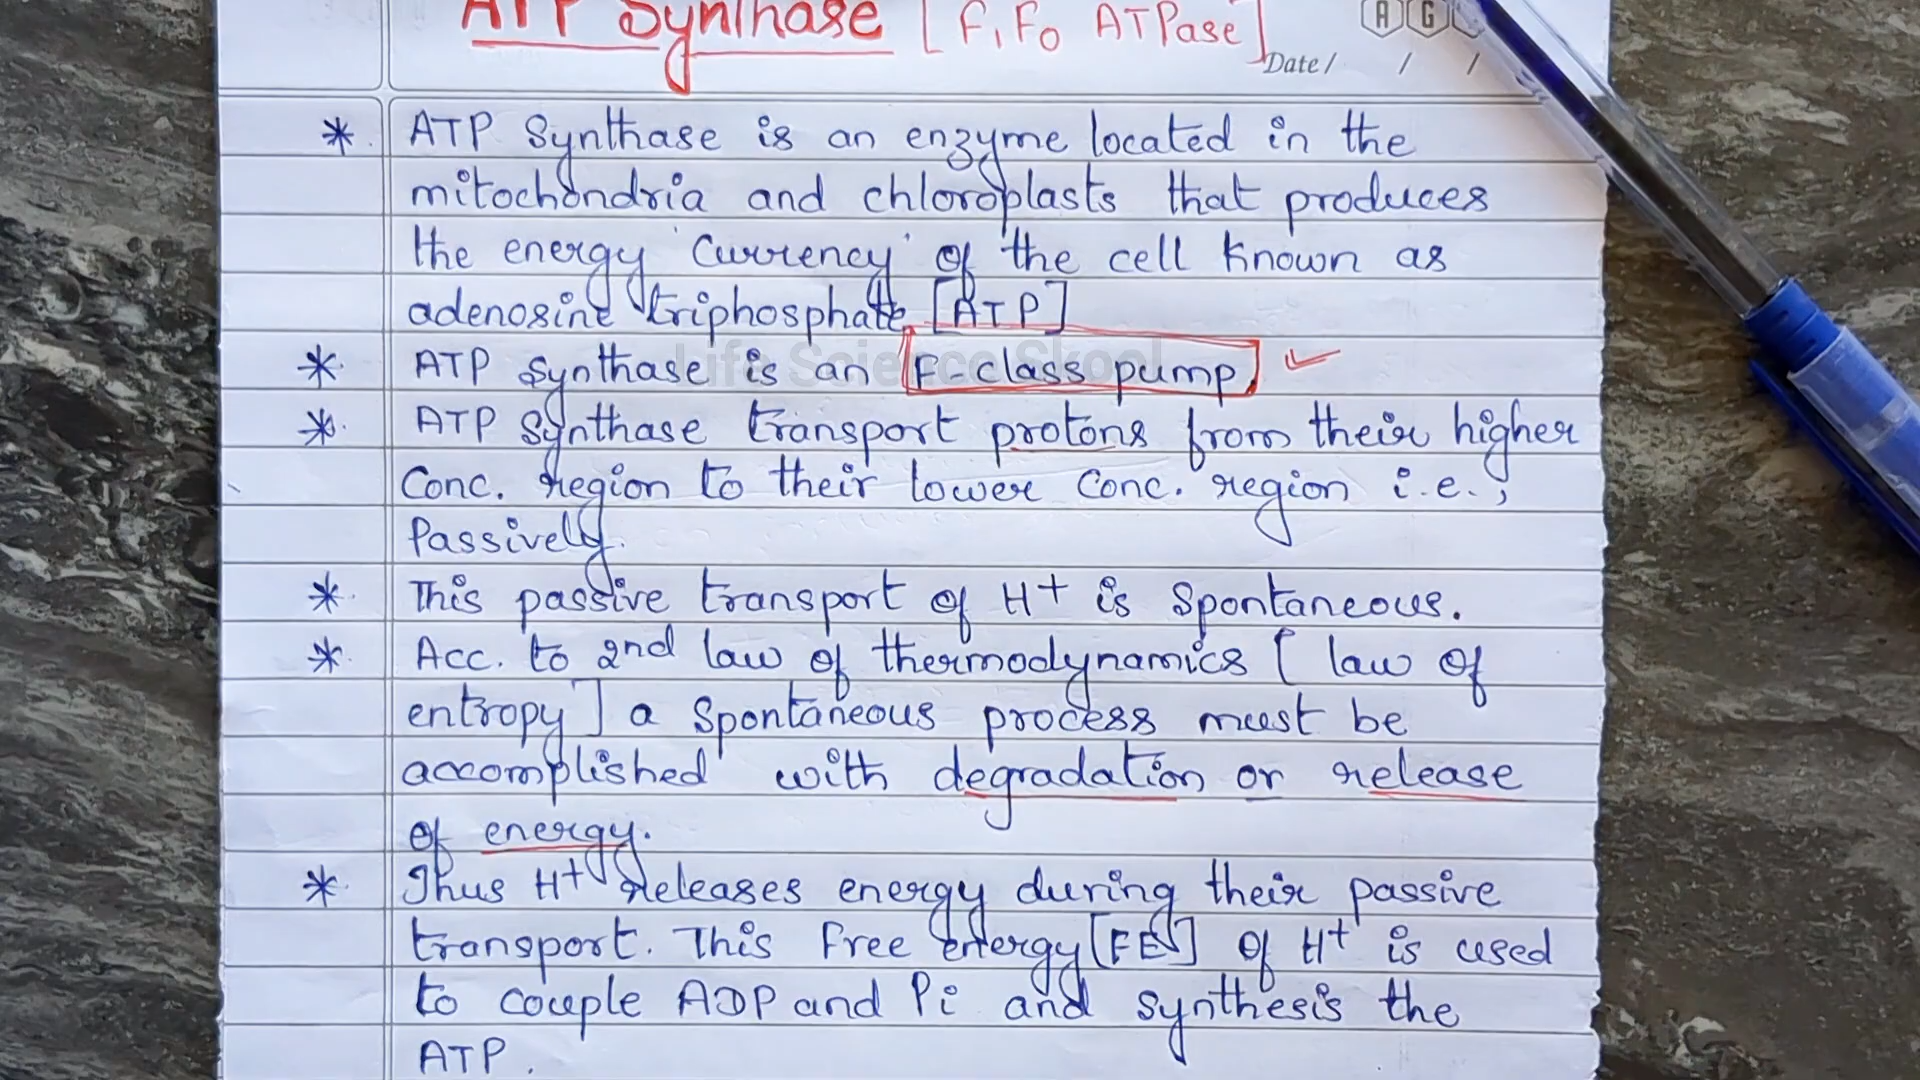 ATP Synthase [F1F0 ATPase]
A G
Date / / /
* ATP Synthase is an enzyme located in the
mitochondria and chloroplasts that produces
the energy 'Currency' of the cell known as
adenosine triphosphate [ATP]
* ATP Synthase is an F-class pump.
Life Science Skool
* ATP Synthase transport protons from their higher
Conc. region to their lower Conc. region i.e.,
Passively.
* This passive transport of H+ is Spontaneous.
* Acc. to 2nd law of thermodynamics [ law of
entropy ] a Spontaneous process must be
accomplished with degradation or release
of energy.
* Thus H+ releases energy during their passive
transport. This Free energy [FE] of H+ is used
to couple ADP and Pi and synthesis the
ATP.